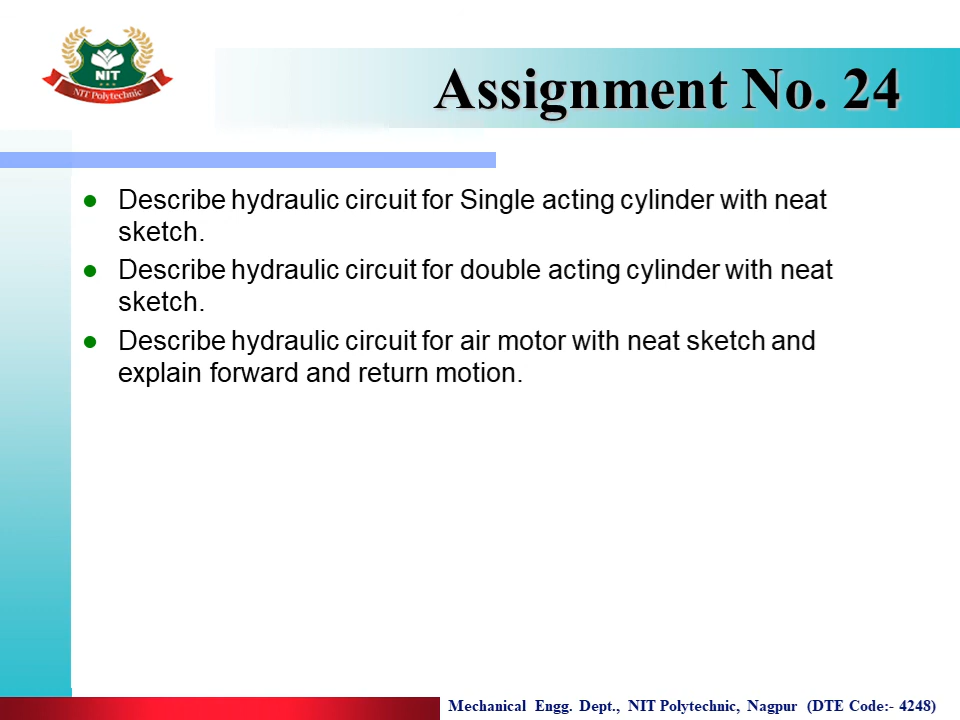 NIT
NIT Polytechnic
Assignment No. 24
Describe hydraulic circuit for Single acting cylinder with neat
sketch.
Describe hydraulic circuit for double acting cylinder with neat
sketch.
Describe hydraulic circuit for air motor with neat sketch and
explain forward and return motion.
Mechanical Engg. Dept., NIT Polytechnic, Nagpur (DTE Code:- 4248)